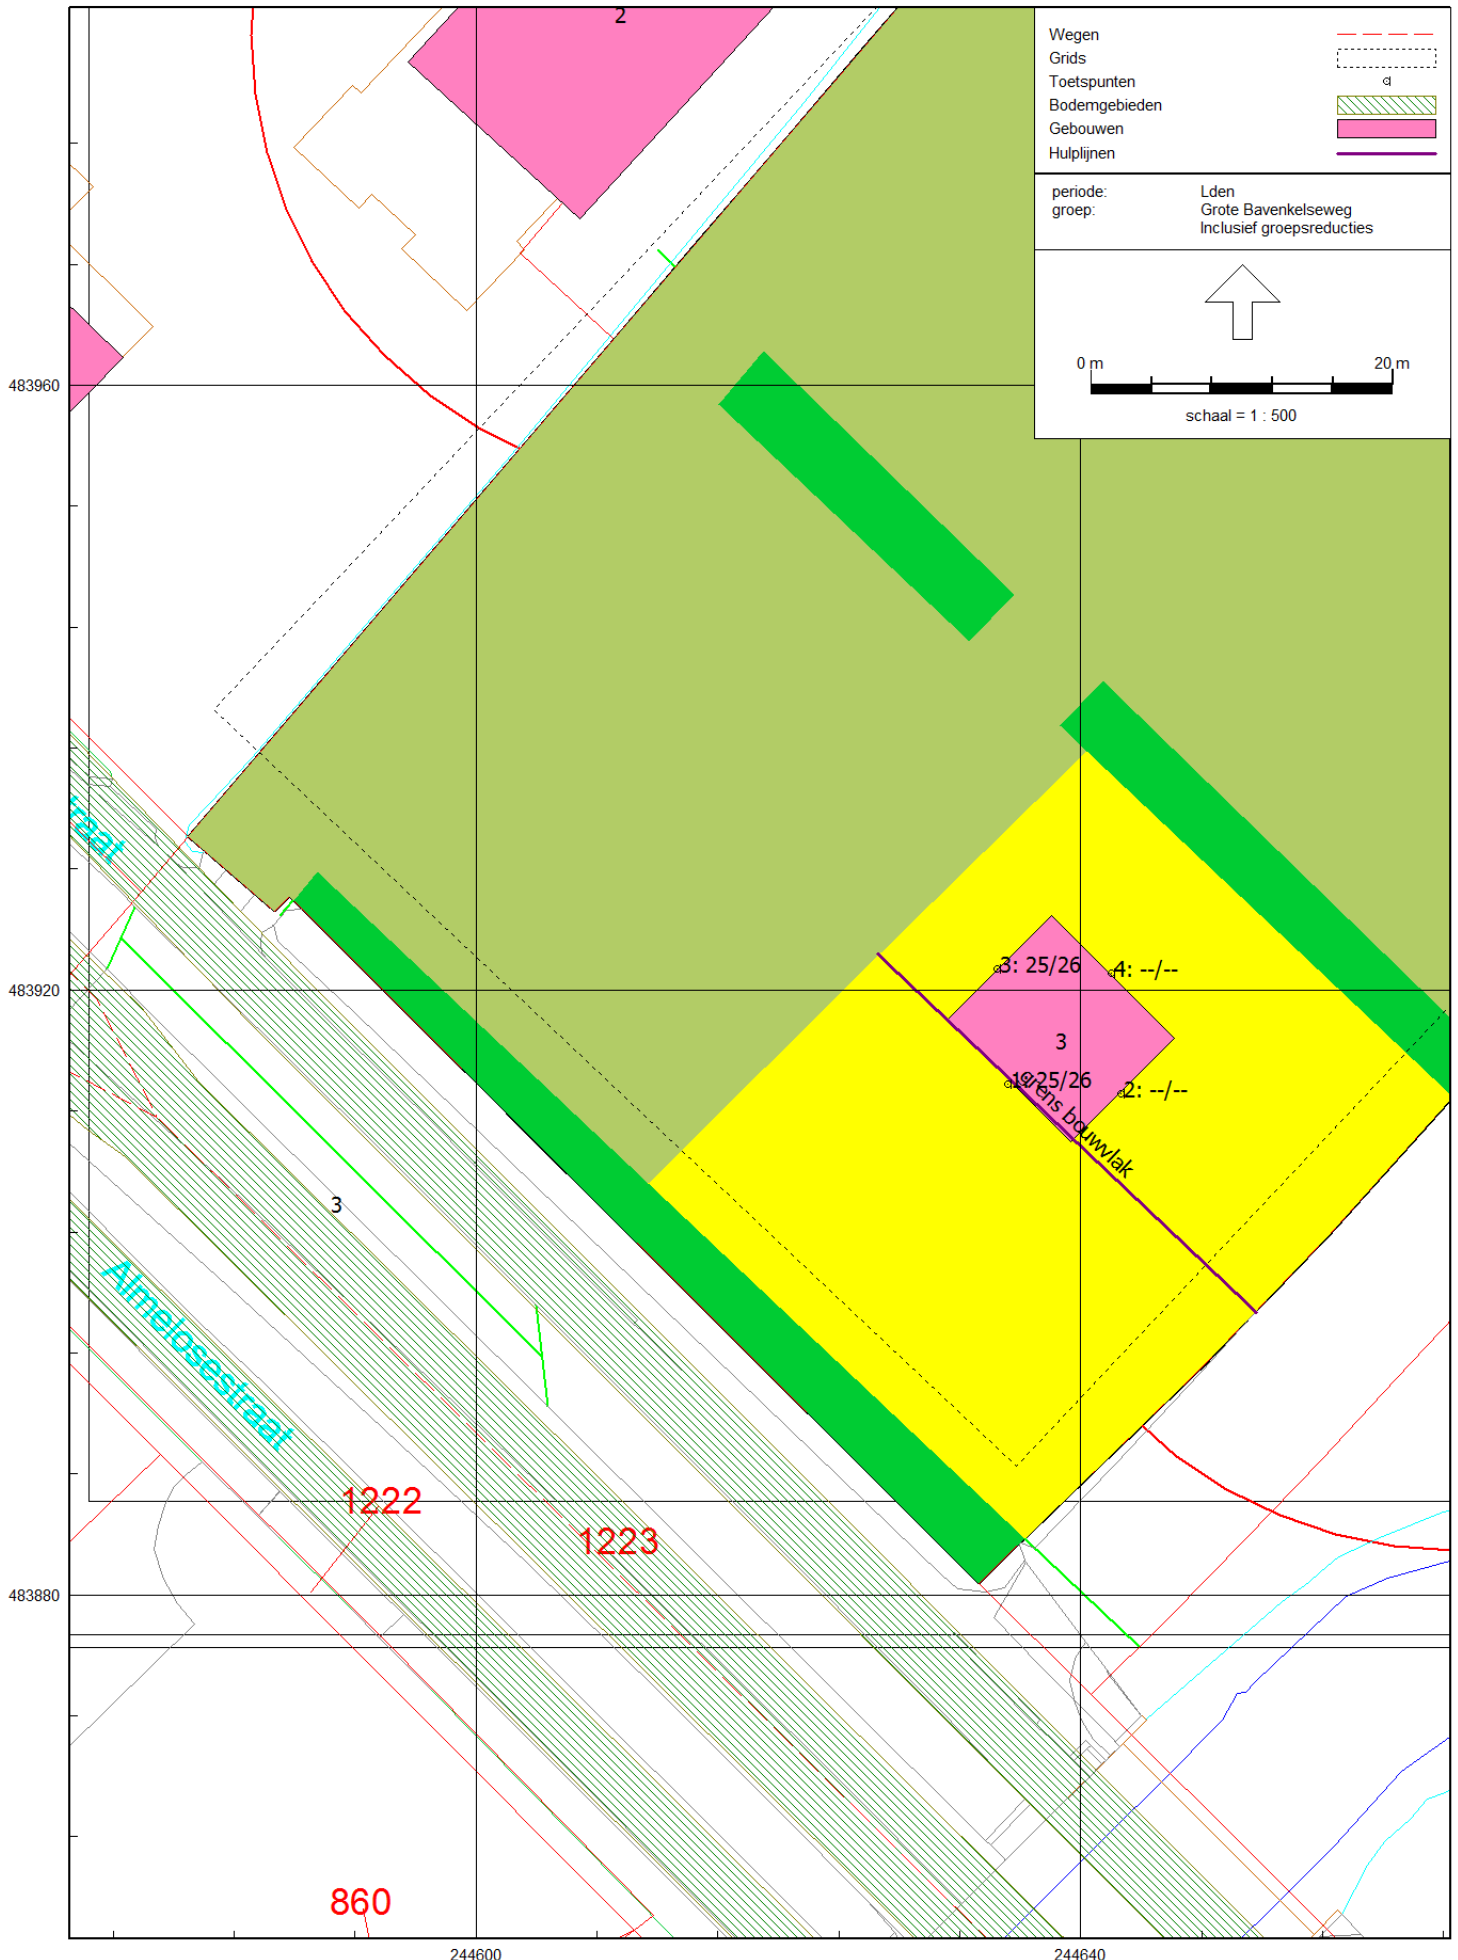 2
Wegen
Grids
Toetspunten
Bodemgebieden
Gebouwen
Hulplijnen
periode: Lden
groep: Grote Bavenkelseweg
Inclusief groepsreducties
0 m 20 m
schaal = 1 : 500
483960
traat
3: 25/26 4: --/--
483920
3
1: 25/26 2: --/--
grens bouwvlak
3
Almelosestraat
1222
1223
483880
860
244600 244640